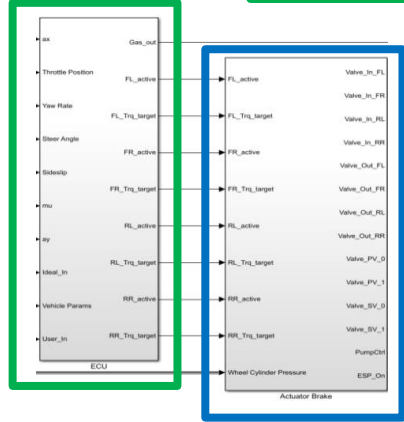 ax
Throttle Position
Yaw Rate
Steer Angle
Sideslip
mu
ay
Ideal_In
Vehicle Params
User_In
Gas_out
FL_active
FL_Trq_target
FR_active
FR_Trq_target
RL_active
RL_Trq_target
RR_active
RR_Trq_target
ECU
FL_active
FL_Trq_target
FR_active
FR_Trq_target
RL_active
RL_Trq_target
RR_active
RR_Trq_target
Wheel Cylinder Pressure
Valve_In_FL
Valve_In_FR
Valve_In_RL
Valve_In_RR
Valve_Out_FL
Valve_Out_FR
Valve_Out_RL
Valve_Out_RR
Valve_PV_0
Valve_PV_1
Valve_SV_0
Valve_SV_1
PumpCtrl
ESP_On
Actuator Brake